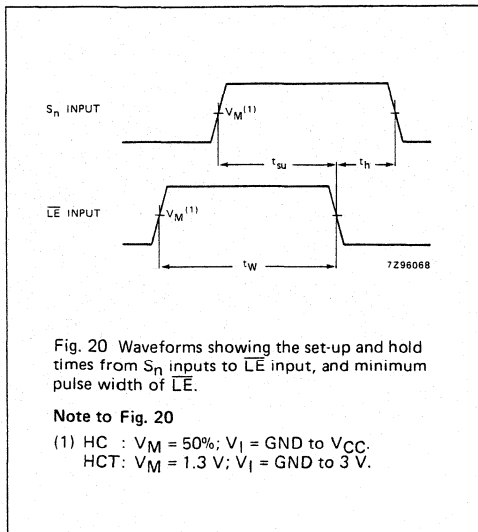 Sn INPUT
VM(1)
tsu
th
LE INPUT
VM(1)
tW
7Z96068
Fig. 20 Waveforms showing the set-up and hold
times from Sn inputs to LE input, and minimum
pulse width of LE.
Note to Fig. 20
(1) HC : VM = 50%; VI = GND to VCC.
HCT: VM = 1.3 V; VI = GND to 3 V.